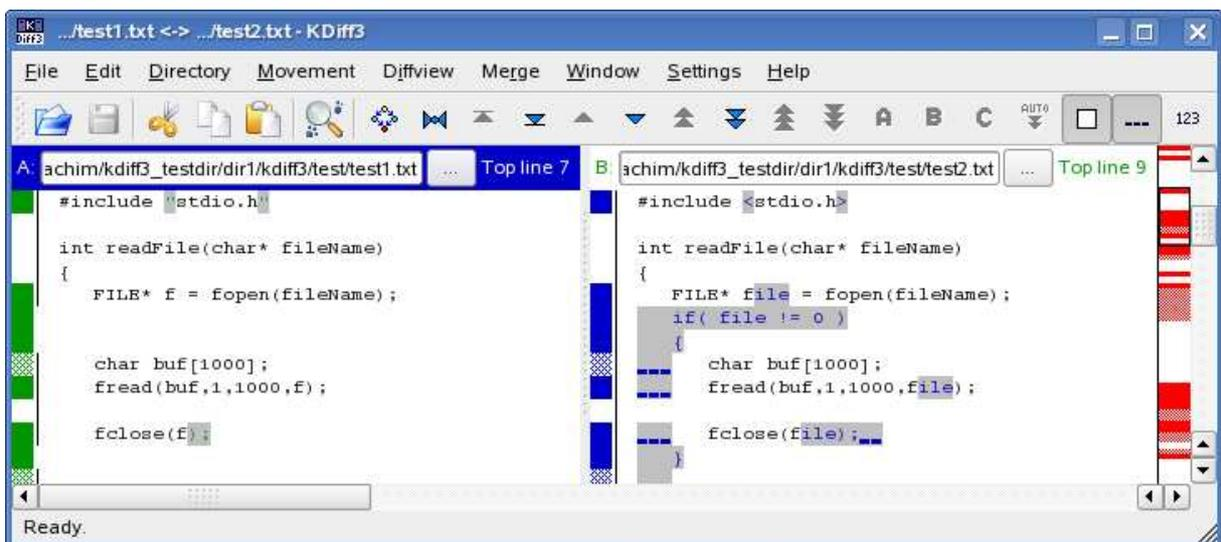 K
Diff3
.../test1.txt <-> .../test2.txt - KDiff3
File Edit Directory Movement Diffview Merge Window Settings Help
A B C AUTO 123
A: achim/kdiff3_testdir/dir1/kdiff3/test/test1.txt ... Top line 7
#include "stdio.h"
int readFile(char* fileName)
{
FILE* f = fopen(fileName);
char buf[1000];
fread(buf,1,1000,f);
fclose(f);
B: achim/kdiff3_testdir/dir1/kdiff3/test/test2.txt ... Top line 9
#include <stdio.h>
int readFile(char* fileName)
{
FILE* file = fopen(fileName);
if( file != 0 )
{
char buf[1000];
fread(buf,1,1000,file);
fclose(file);
}
Ready.